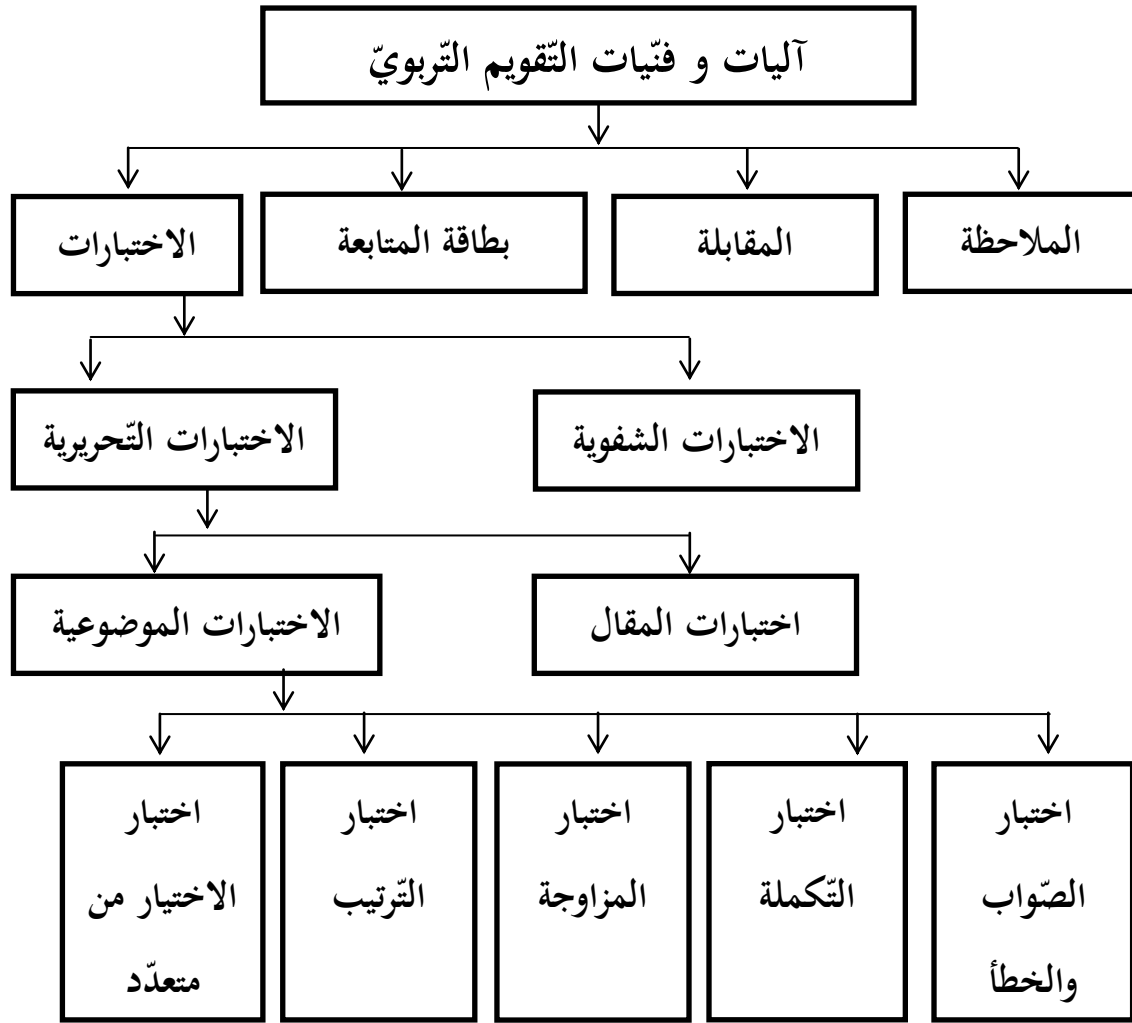 آليات و فنّيات التّقويم التّربويّ
الملاحظة
المقابلة
بطاقة المتابعة
الاختبارات
الاختبارات الشفوية
الاختبارات التّحريرية
اختبارات المقال
الاختبارات الموضوعية
اختبار
الصّواب
والخطأ
اختبار
التّكملة
اختبار
المزاوجة
اختبار
التّرتيب
اختبار
الاختيار من
متعدّد